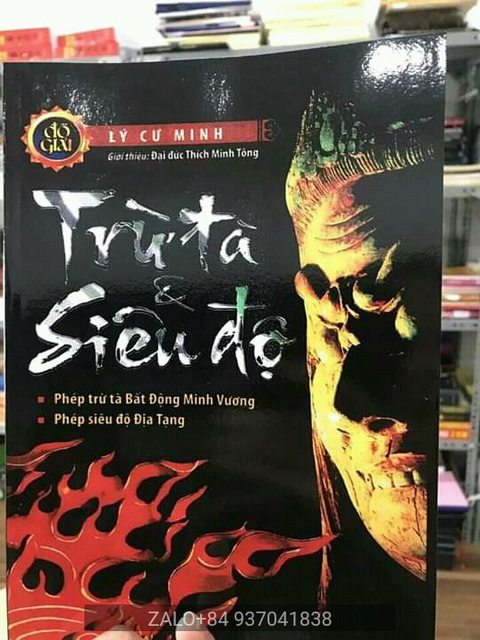 đồ
GIẢI
LÝ CƯ MINH
Giới thiệu: Đại đức Thích Minh Tông
Trừ tà
&
Siêu độ
Phép trừ tà Bất Động Minh Vương
Phép siêu độ Địa Tạng
ZALO+84 937041838